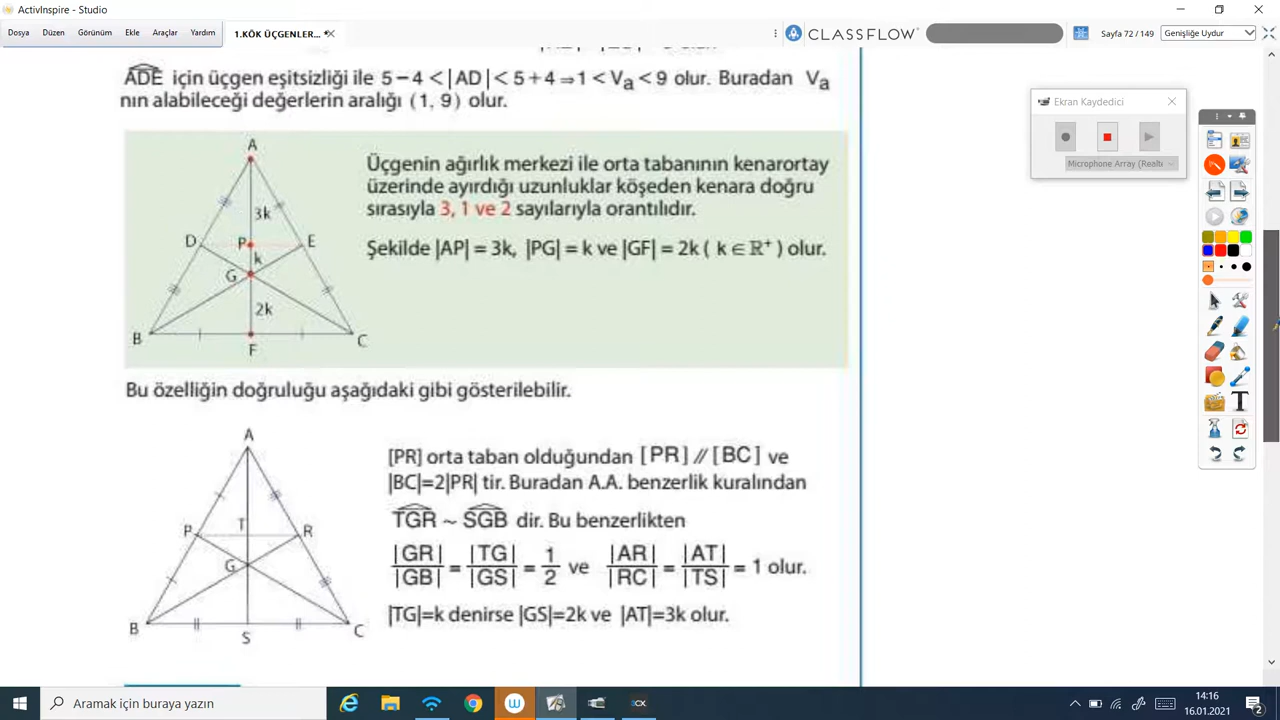 ActivInspire - Studio
Dosya Düzen Görünüm Ekle Araçlar Yardım
1.KÖK ÜÇGENLER...
CLASSFLOW
Sayfa 72 / 149
Genişliğe Uydur
ADE için üçgen eşitsizliği ile 5 – 4 < |AD| < 5 + 4 ⇒ 1 < Va < 9 olur. Buradan Va
nın alabileceği değerlerin aralığı (1, 9) olur.
A
3k
D P E
k
G
2k
B C
F
Üçgenin ağırlık merkezi ile orta tabanının kenarortay
üzerinde ayırdığı uzunluklar köşeden kenara doğru
sırasıyla 3, 1 ve 2 sayılarıyla orantılıdır.
Şekilde |AP| = 3k, |PG| = k ve |GF| = 2k ( k ∈ ℝ⁺ ) olur.
Bu özelliğin doğruluğu aşağıdaki gibi gösterilebilir.
A
P T R
G
B C
S
[PR] orta taban olduğundan [PR] // [BC] ve
|BC|=2|PR| tir. Buradan A.A. benzerlik kuralından
TGR ~ SGB dir. Bu benzerlikten
|GR| / |GB| = |TG| / |GS| = 1 / 2 ve |AR| / |RC| = |AT| / |TS| = 1 olur.
|TG|=k denirse |GS|=2k ve |AT|=3k olur.
Ekran Kaydedici
Microphone Array (Realt
T
Aramak için buraya yazın
14:16
16.01.2021
2